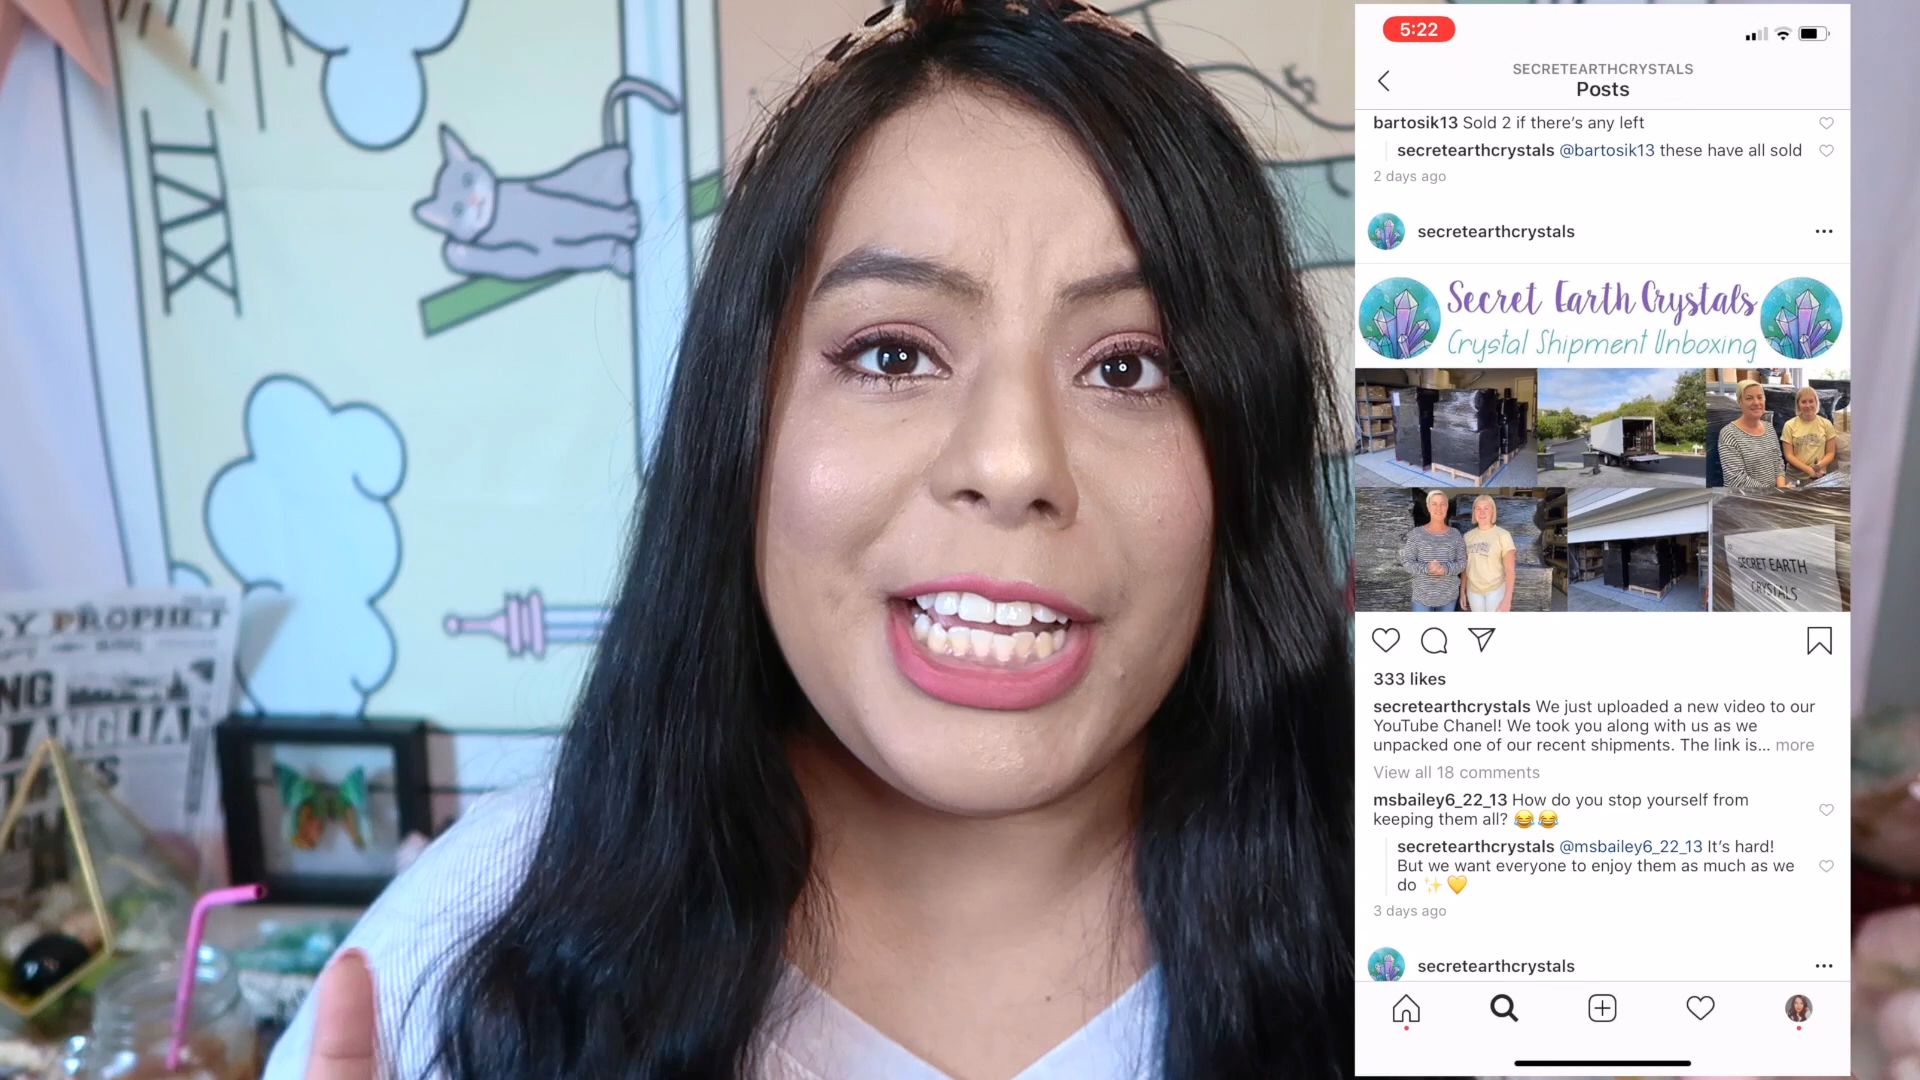 XVI
Y PROPHET
NG
ANGLIA
5:22
SECRETEARTHCRYSTALS
Posts
bartosik13 Sold 2 if there's any left
secretearthcrystals @bartosik13 these have all sold
2 days ago
secretearthcrystals
Secret Earth Crystals
Crystal Shipment Unboxing
SECRET EARTH
CRYSTALS
333 likes
secretearthcrystals We just uploaded a new video to our
YouTube Chanel! We took you along with us as we
unpacked one of our recent shipments. The link is... more
View all 18 comments
msbailey6_22_13 How do you stop yourself from
keeping them all? 😂😂
secretearthcrystals @msbailey6_22_13 It's hard!
But we want everyone to enjoy them as much as we
do ✨💛
3 days ago
secretearthcrystals